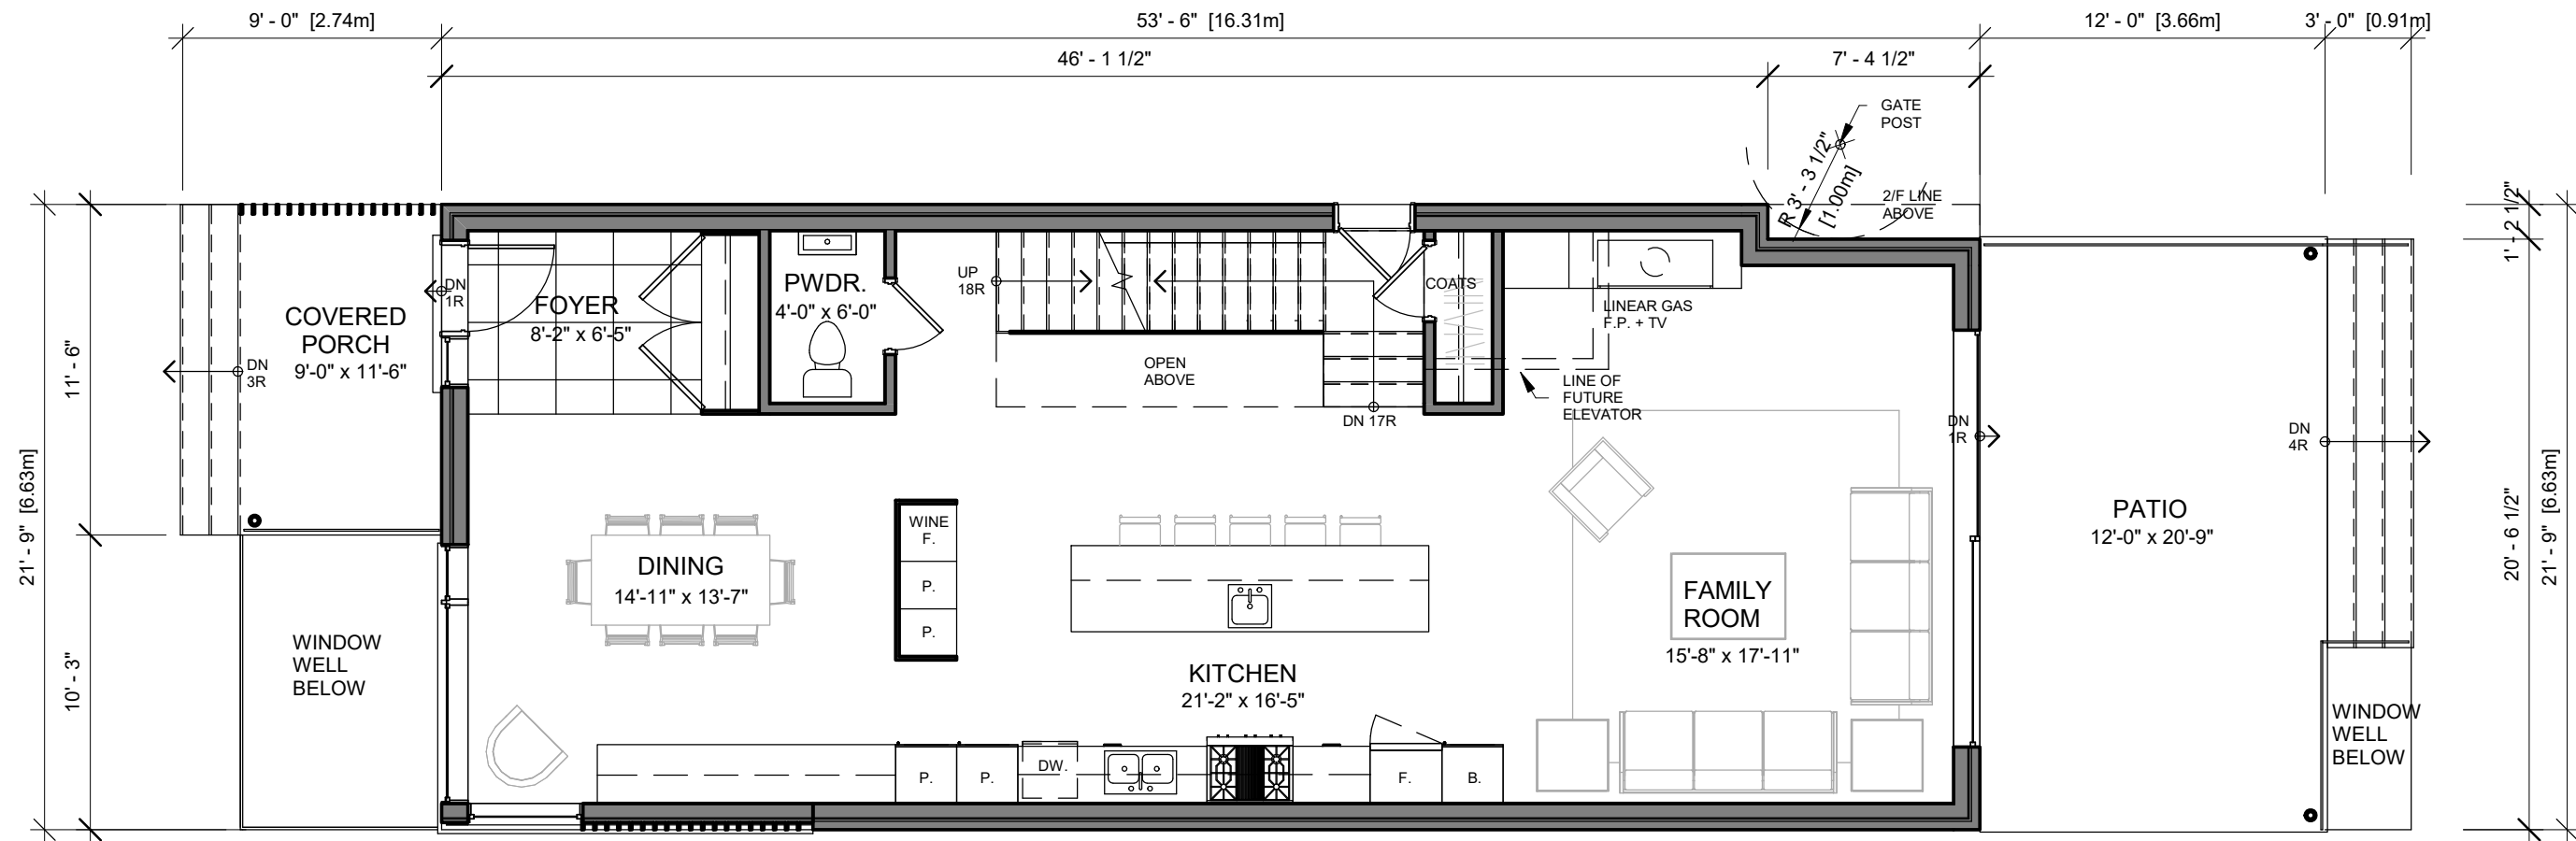 9' - 0" [2.74m]
53' - 6" [16.31m]
12' - 0" [3.66m]
3' - 0" [0.91m]
46' - 1 1/2"
7' - 4 1/2"
GATE
POST
R 3' - 3 1/2"
[1.00m]
2/F LINE
ABOVE
1' - 2 1/2"
21' - 9" [6.63m]
11' - 6"
10' - 3"
COVERED
PORCH
9'-0" x 11'-6"
DN
3R
DN
1R
FOYER
8'-2" x 6'-5"
PWDR.
4'-0" x 6'-0"
UP
18R
OPEN
ABOVE
DN 17R
COATS
LINEAR GAS
F.P. + TV
LINE OF
FUTURE
ELEVATOR
DN
1R
DN
4R
PATIO
12'-0" x 20'-9"
20' - 6 1/2"
21' - 9" [6.63m]
WINE
F.
P.
P.
DINING
14'-11" x 13'-7"
FAMILY
ROOM
15'-8" x 17'-11"
KITCHEN
21'-2" x 16'-5"
WINDOW
WELL
BELOW
WINDOW
WELL
BELOW
P.
P.
DW.
F.
B.